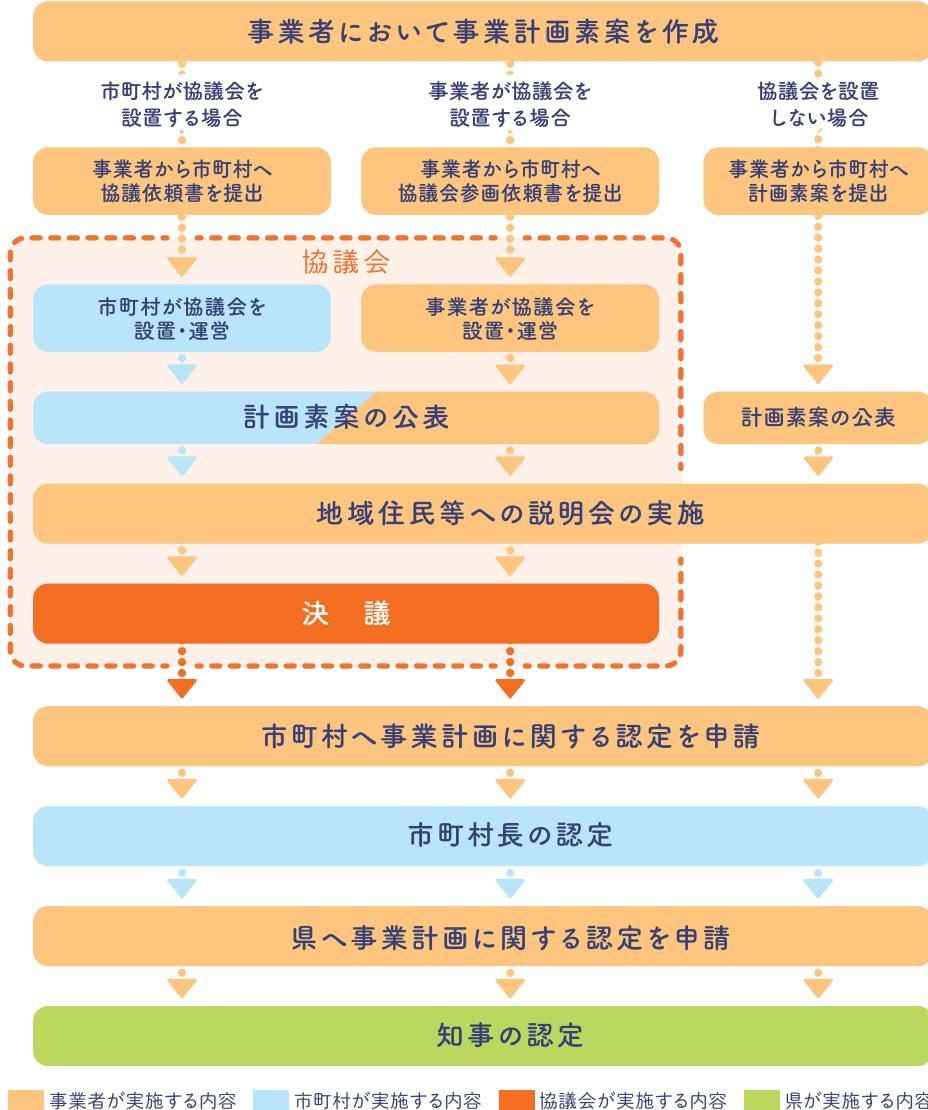 事業者において事業計画素案を作成
市町村が協議会を
設置する場合
事業者が協議会を
設置する場合
協議会を設置
しない場合
事業者から市町村へ
協議依頼書を提出
事業者から市町村へ
協議会参画依頼書を提出
事業者から市町村へ
計画素案を提出
協議会
市町村が協議会を
設置・運営
事業者が協議会を
設置・運営
計画素案の公表
計画素案の公表
地域住民等への説明会の実施
決　議
市町村へ事業計画に関する認定を申請
市町村長の認定
県へ事業計画に関する認定を申請
知事の認定
事業者が実施する内容
市町村が実施する内容
協議会が実施する内容
県が実施する内容